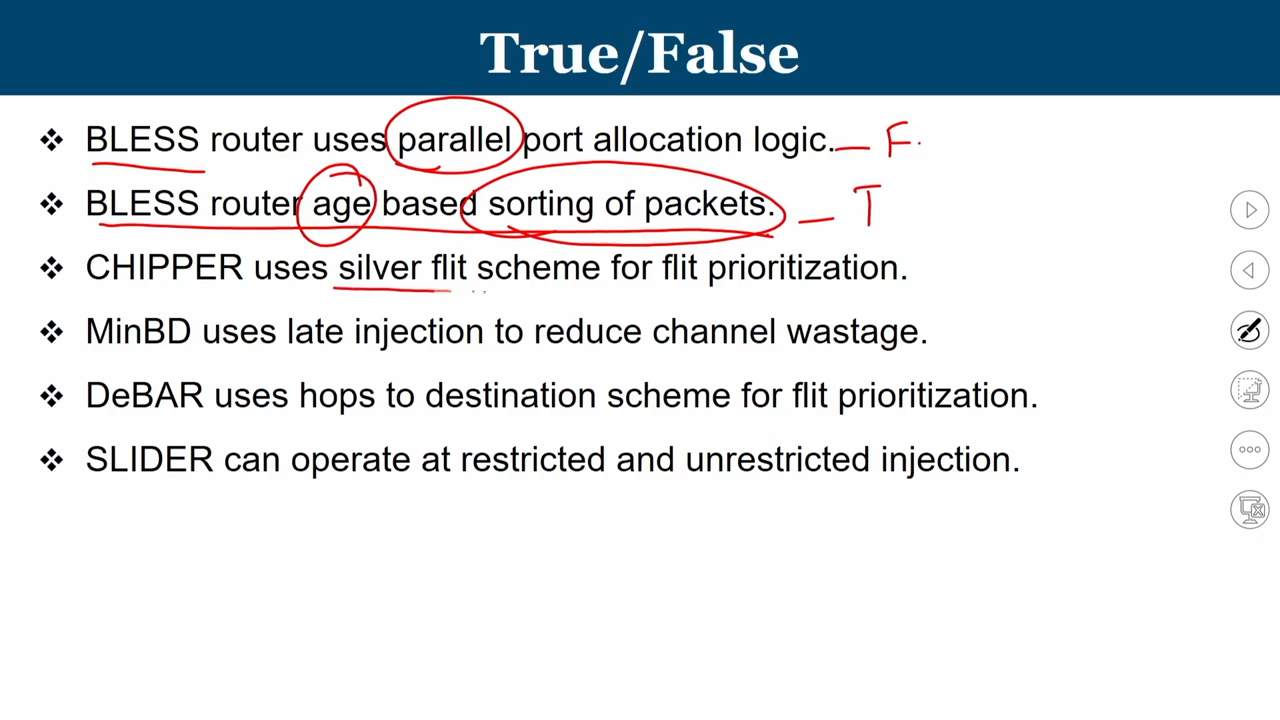 True/False
❖ BLESS router uses parallel port allocation logic. — F
❖ BLESS router age based sorting of packets. — T
❖ CHIPPER uses silver flit scheme for flit prioritization.
❖ MinBD uses late injection to reduce channel wastage.
❖ DeBAR uses hops to destination scheme for flit prioritization.
❖ SLIDER can operate at restricted and unrestricted injection.